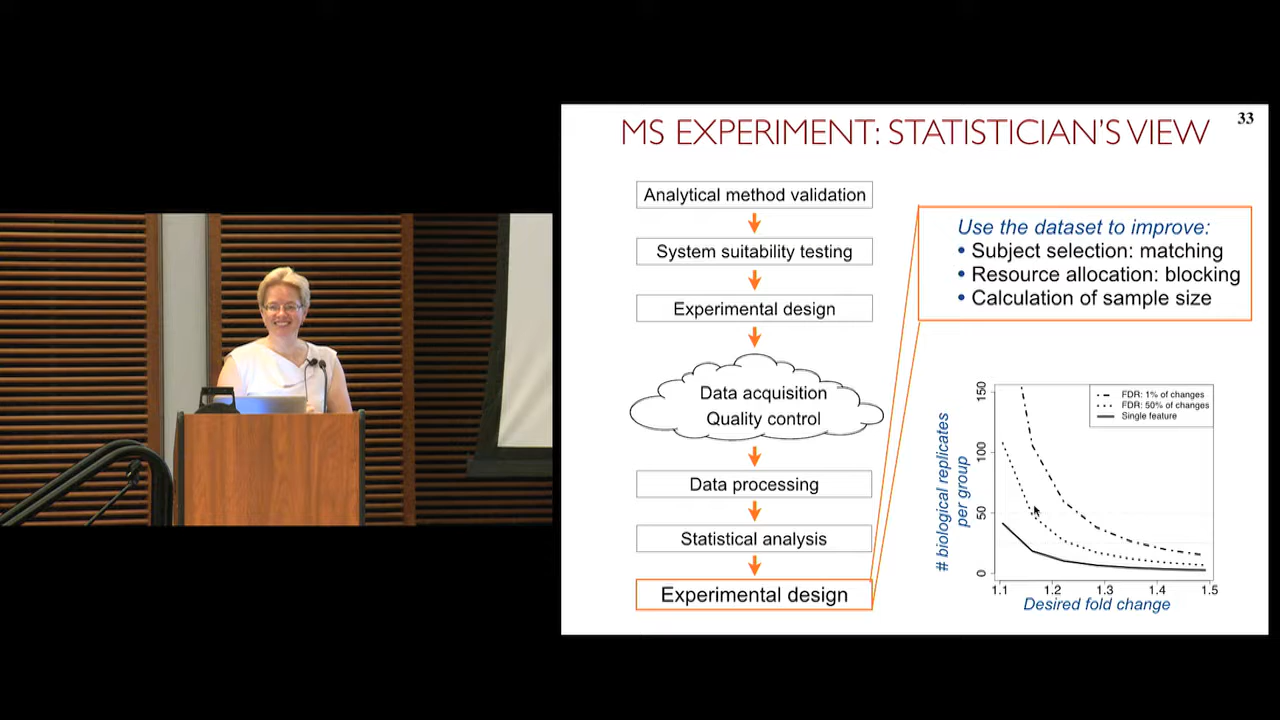 33
MS EXPERIMENT: STATISTICIAN'S VIEW
Analytical method validation
System suitability testing
Experimental design
Data acquisition
Quality control
Data processing
Statistical analysis
Experimental design
Use the dataset to improve:
• Subject selection: matching
• Resource allocation: blocking
• Calculation of sample size
# biological replicates
per group
150
100
50
0
FDR: 1% of changes
FDR: 50% of changes
Single feature
1.1 1.2 1.3 1.4 1.5
Desired fold change